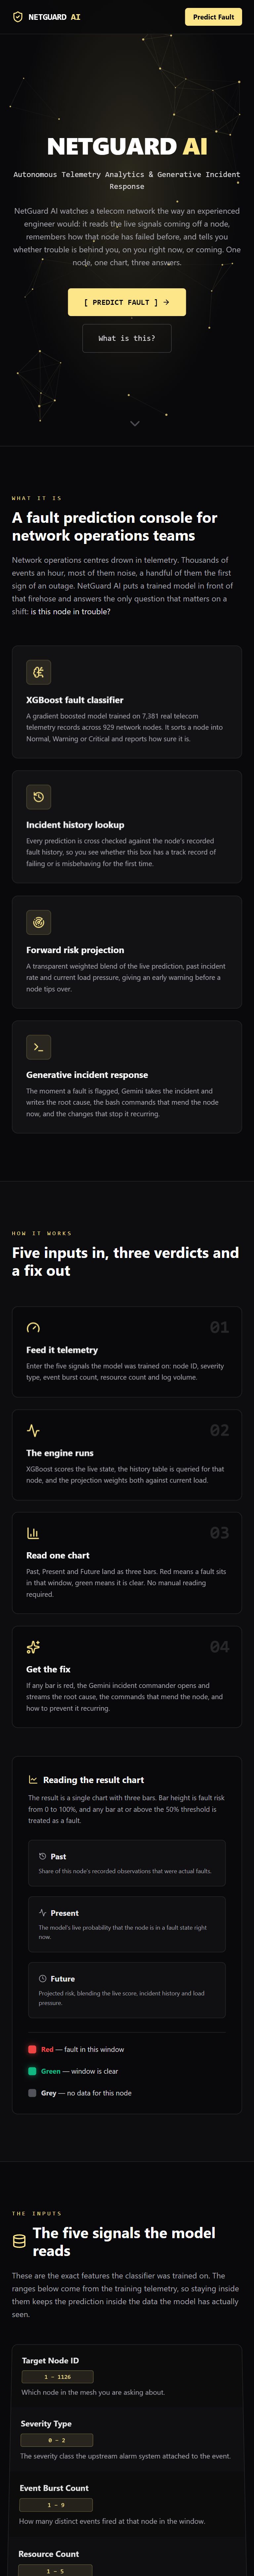 NETGUARD AI
Predict Fault
NETGUARD AI
Autonomous Telemetry Analytics & Generative Incident
Response
NetGuard AI watches a telecom network the way an experienced
engineer would: it reads the live signals coming off a node,
remembers how that node has failed before, and tells you
whether trouble is behind you, on you right now, or coming. One
node, one chart, three answers.
[ PREDICT FAULT ] →
What is this?
WHAT IT IS
A fault prediction console for
network operations teams
Network operations centres drown in telemetry. Thousands of
events an hour, most of them noise, a handful of them the first
sign of an outage. NetGuard AI puts a trained model in front of
that firehose and answers the only question that matters on a
shift: is this node in trouble?
XGBoost fault classifier
A gradient boosted model trained on 7,381 real telecom
telemetry records across 929 network nodes. It sorts a node into
Normal, Warning or Critical and reports how sure it is.
Incident history lookup
Every prediction is cross checked against the node's recorded
fault history, so you see whether this box has a track record of
failing or is misbehaving for the first time.
Forward risk projection
A transparent weighted blend of the live prediction, past incident
rate and current load pressure, giving an early warning before a
node tips over.
Generative incident response
The moment a fault is flagged, Gemini takes the incident and
writes the root cause, the bash commands that mend the node
now, and the changes that stop it recurring.
HOW IT WORKS
Five inputs in, three verdicts and
a fix out
01
Feed it telemetry
Enter the five signals the model was trained on: node ID, severity
type, event burst count, resource count and log volume.
02
The engine runs
XGBoost scores the live state, the history table is queried for that
node, and the projection weights both against current load.
03
Read one chart
Past, Present and Future land as three bars. Red means a fault sits
in that window, green means it is clear. No manual reading
required.
04
Get the fix
If any bar is red, the Gemini incident commander opens and
streams the root cause, the commands that mend the node, and
how to prevent it recurring.
Reading the result chart
The result is a single chart with three bars. Bar height is fault risk
from 0 to 100%, and any bar at or above the 50% threshold is
treated as a fault.
Past
Share of this node's recorded observations that were actual faults.
Present
The model's live probability that the node is in a fault state right
now.
Future
Projected risk, blending the live score, incident history and load
pressure.
Red — fault in this window
Green — window is clear
Grey — no data for this node
THE INPUTS
The five signals the model
reads
These are the exact features the classifier was trained on. The
ranges below come from the training telemetry, so staying inside
them keeps the prediction inside the data the model has actually
seen.
Target Node ID
1 – 1126
Which node in the mesh you are asking about.
Severity Type
0 – 2
The severity class the upstream alarm system attached to the event.
Event Burst Count
1 – 9
How many distinct events fired at that node in the window.
Resource Count
1 – 5